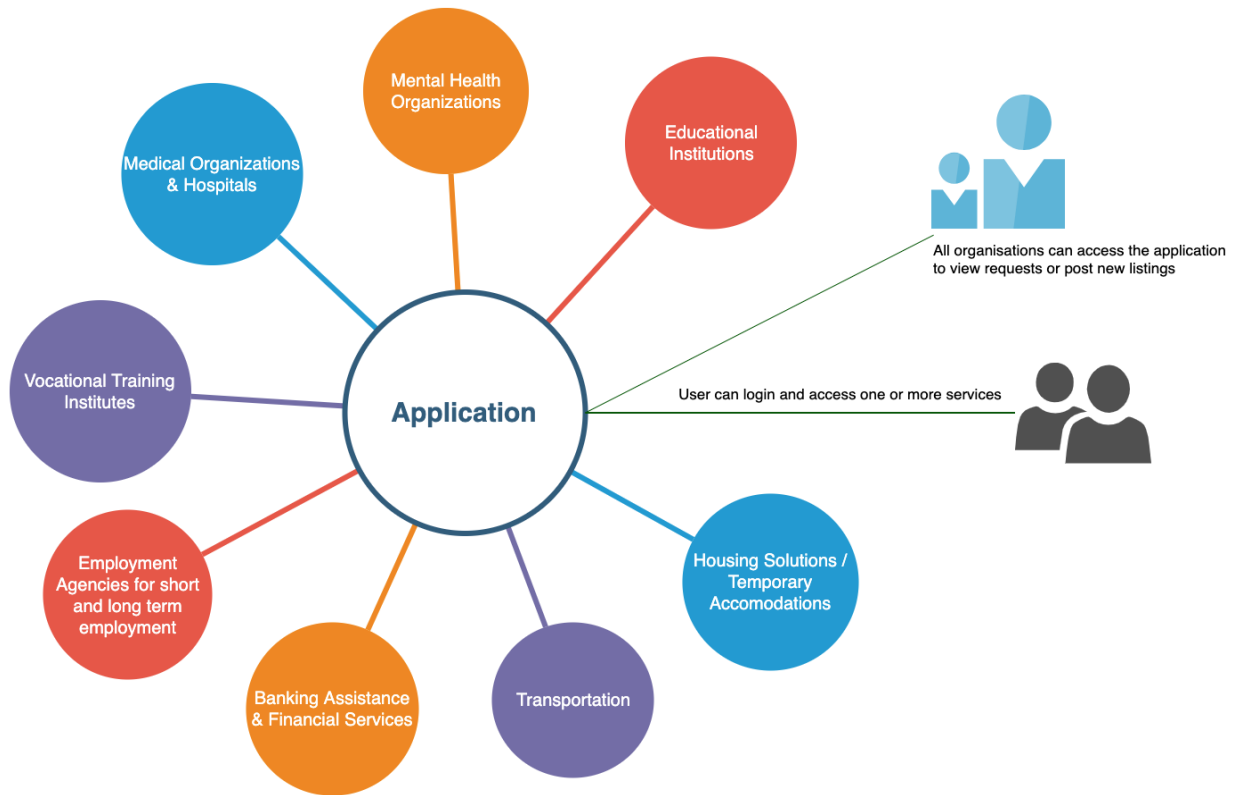 Mental Health
Organizations
Educational
Institutions
Medical Organizations
& Hospitals
All organisations can access the application
to view requests or post new listings
Vocational Training
Institutes
User can login and access one or more services
Application
Employment
Agencies for short
and long term
employment
Housing Solutions /
Temporary
Accomodations
Banking Assistance
& Financial Services
Transportation